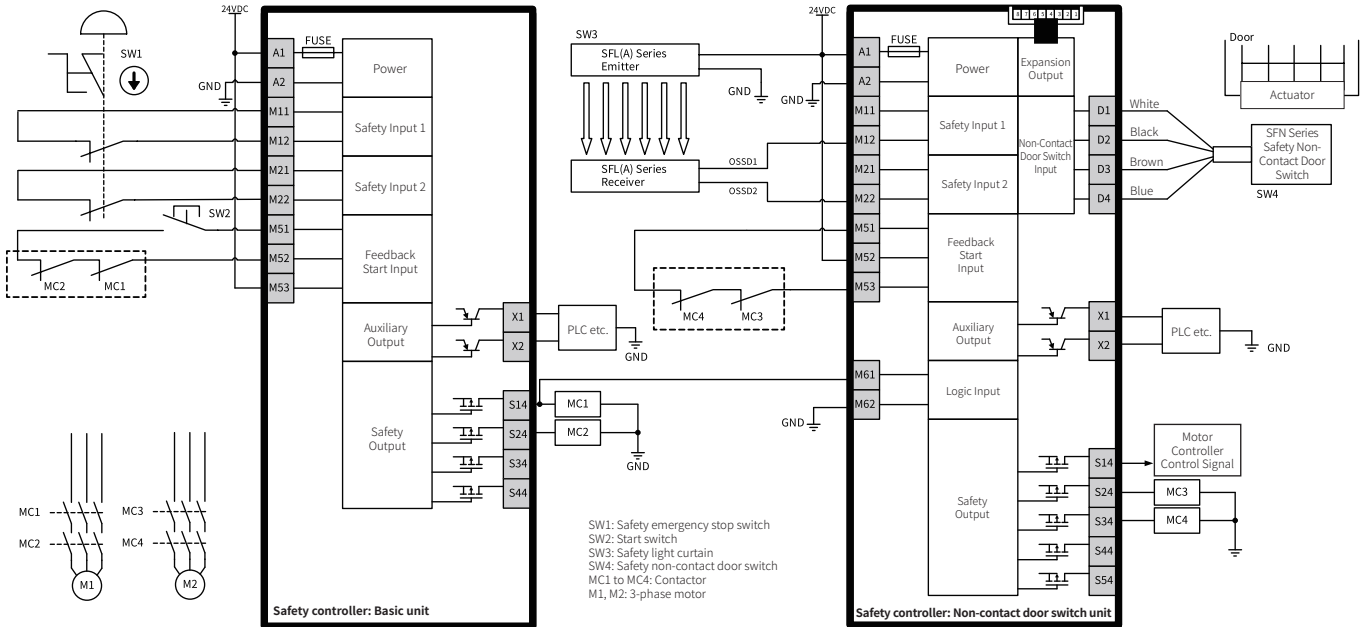 24VDC
SW1
A1
FUSE
Power
A2
GND
M11
Safety Input 1
M12
M21
Safety Input 2
M22
SW2
M51
M52
Feedback
Start Input
M53
MC2
MC1
Auxiliary
Output
X1
X2
PLC etc.
GND
Safety
Output
S14
S24
S34
S44
MC1
MC2
GND
MC1
MC2
M1
MC3
MC4
M2
Safety controller: Basic unit
SW3
SFL(A) Series
Emitter
GND
SFL(A) Series
Receiver
OSSD1
OSSD2
MC4
MC3
SW1: Safety emergency stop switch
SW2: Start switch
SW3: Safety light curtain
SW4: Safety non-contact door switch
MC1 to MC4: Contactor
M1, M2: 3-phase motor
24VDC
8 7 6 5 4 3 2 1
A1
FUSE
Power
Expansion
Output
A2
GND
M11
Safety Input 1
M12
M21
Safety Input 2
M22
Non-Contact
Door Switch
Input
D1
D2
D3
D4
White
Black
Brown
Blue
Door
Actuator
SFN Series
Safety Non-
Contact Door
Switch
SW4
M51
M52
M53
Feedback
Start
Input
Auxiliary
Output
X1
X2
PLC etc.
GND
M61
M62
Logic Input
GND
Safety
Output
S14
S24
S34
S44
S54
Motor
Controller
Control Signal
MC3
MC4
Safety controller: Non-contact door switch unit